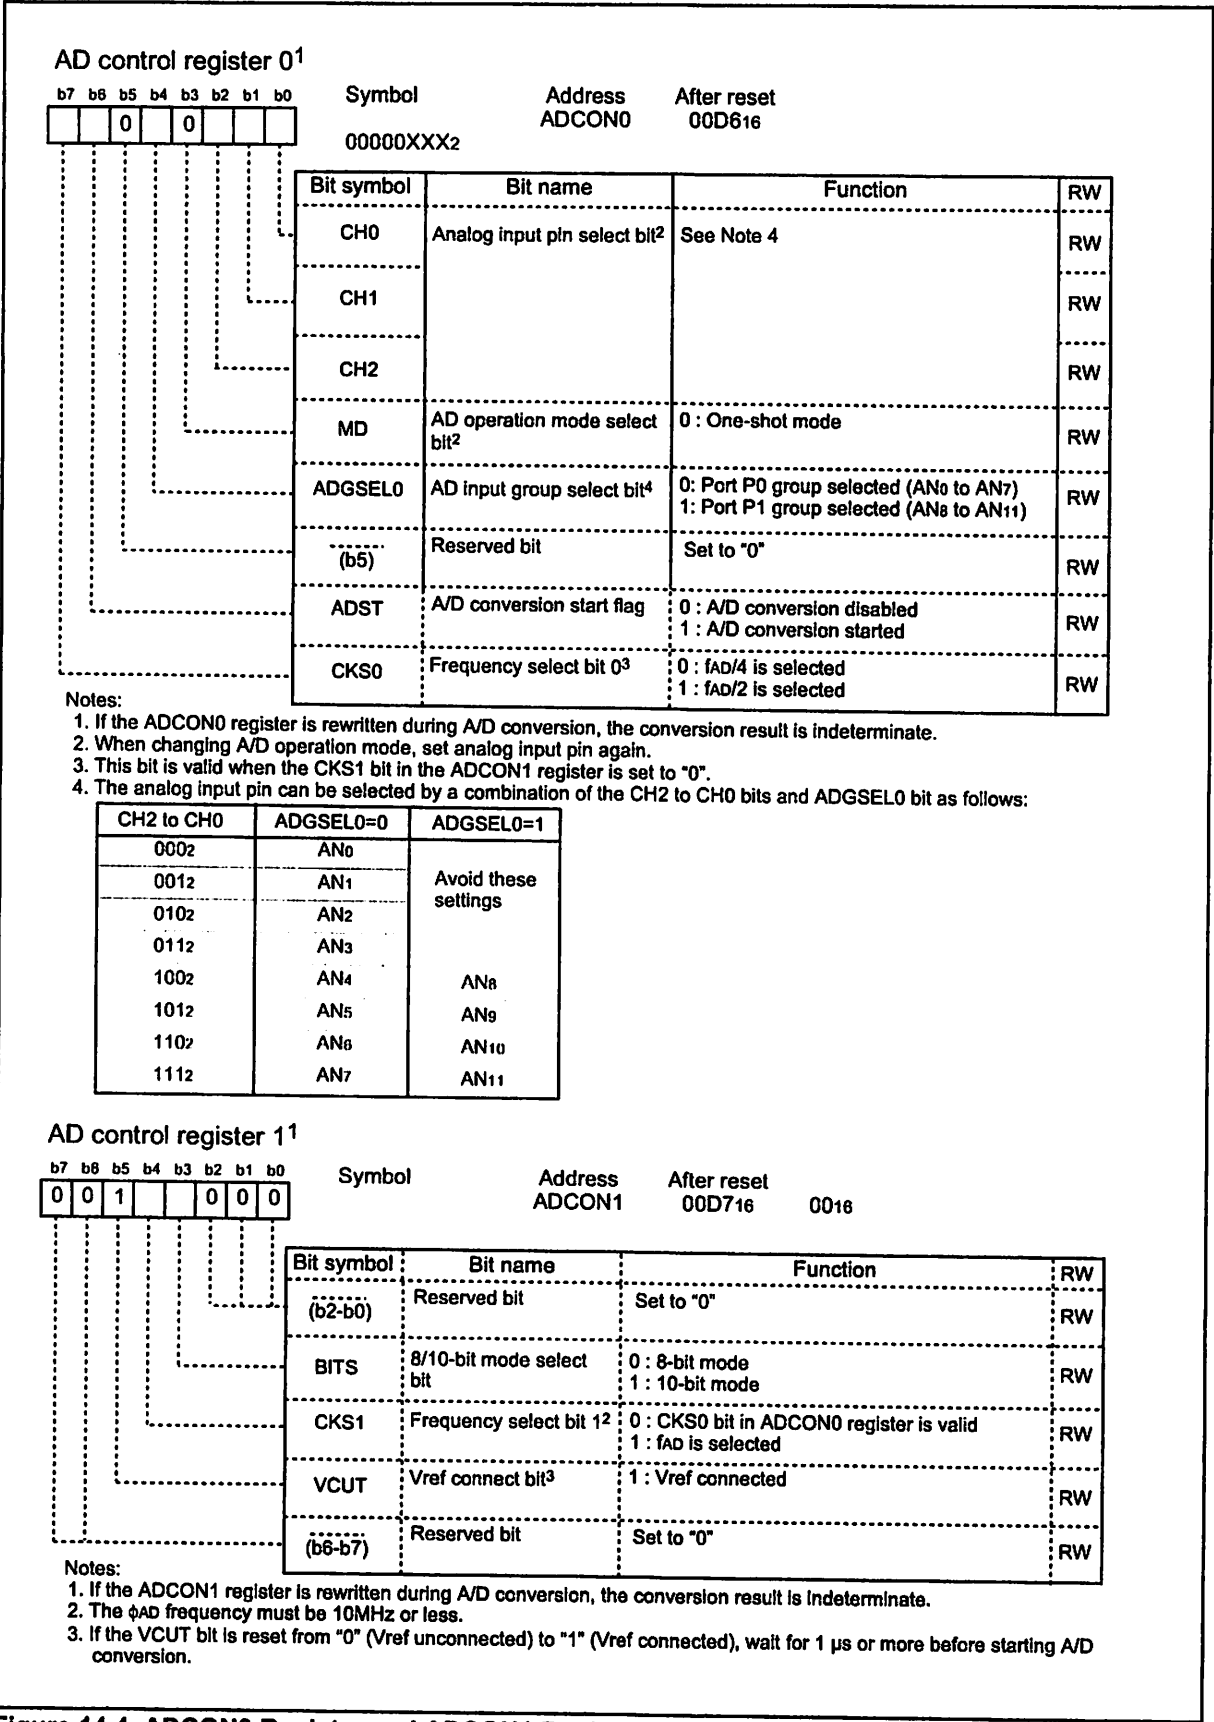 AD control register 0¹
b7 b6 b5 b4 b3 b2 b1 b0
0 0
Symbol Address After reset
ADCON0 00D616
00000XXX2
Bit symbol Bit name Function RW
CH0 Analog input pin select bit² See Note 4 RW
CH1 RW
CH2 RW
MD AD operation mode select bit² 0 : One-shot mode RW
ADGSEL0 AD input group select bit⁴ 0: Port P0 group selected (AN0 to AN7)
1: Port P1 group selected (AN8 to AN11) RW
(b5) Reserved bit Set to "0" RW
ADST A/D conversion start flag 0 : A/D conversion disabled
1 : A/D conversion started RW
CKS0 Frequency select bit 0³ 0 : fAD/4 is selected
1 : fAD/2 is selected RW
Notes:
1. If the ADCON0 register is rewritten during A/D conversion, the conversion result is indeterminate.
2. When changing A/D operation mode, set analog input pin again.
3. This bit is valid when the CKS1 bit in the ADCON1 register is set to "0".
4. The analog input pin can be selected by a combination of the CH2 to CH0 bits and ADGSEL0 bit as follows:
CH2 to CH0 ADGSEL0=0 ADGSEL0=1
0002 AN0
0012 AN1 Avoid these
settings
0102 AN2
0112 AN3
1002 AN4 AN8
1012 AN5 AN9
1102 AN6 AN10
1112 AN7 AN11
AD control register 1¹
b7 b6 b5 b4 b3 b2 b1 b0
0 0 1 0 0 0
Symbol Address After reset
ADCON1 00D716 0016
Bit symbol Bit name Function RW
(b2-b0) Reserved bit Set to "0" RW
BITS 8/10-bit mode select bit 0 : 8-bit mode
1 : 10-bit mode RW
CKS1 Frequency select bit 1² 0 : CKS0 bit in ADCON0 register is valid
1 : fAD is selected RW
VCUT Vref connect bit³ 1 : Vref connected RW
(b6-b7) Reserved bit Set to "0" RW
Notes:
1. If the ADCON1 register is rewritten during A/D conversion, the conversion result is indeterminate.
2. The ϕAD frequency must be 10MHz or less.
3. If the VCUT bit is reset from "0" (Vref unconnected) to "1" (Vref connected), wait for 1 µs or more before starting A/D
conversion.